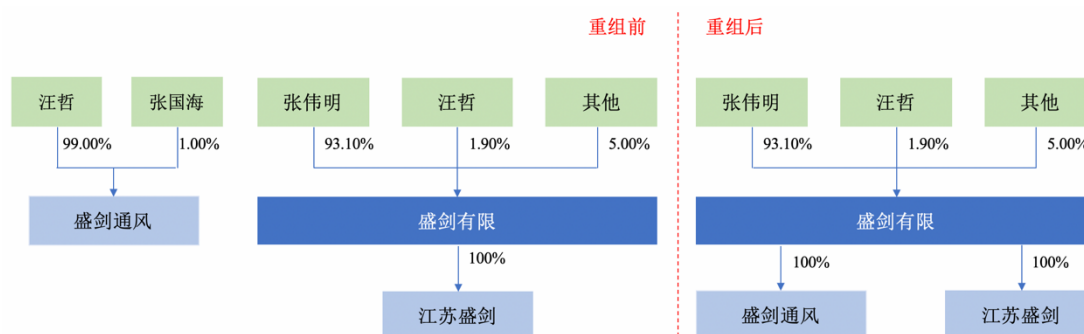 重组前
重组后
汪哲
张国海
张伟明
汪哲
其他
张伟明
汪哲
其他
99.00%
1.00%
93.10%
1.90%
5.00%
93.10%
1.90%
5.00%
盛剑通风
盛剑有限
盛剑有限
100%
100%
100%
江苏盛剑
盛剑通风
江苏盛剑